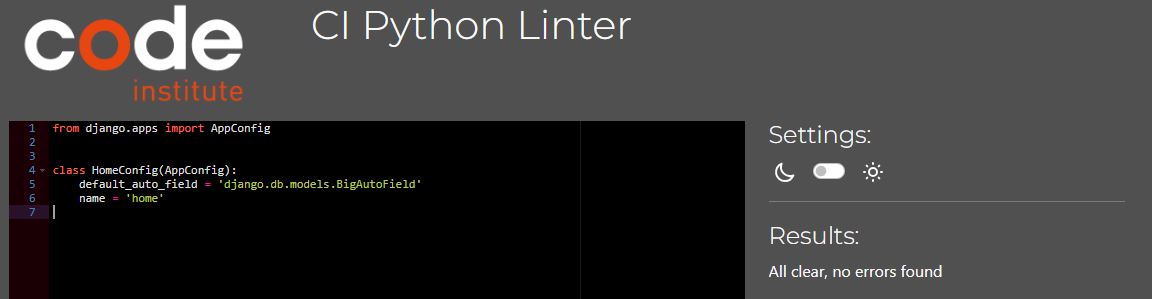 code
institute
CI Python Linter
1 from django.apps import AppConfig
2
3
4 class HomeConfig(AppConfig):
5     default_auto_field = 'django.db.models.BigAutoField'
6     name = 'home'
7
Settings:
Results:
All clear, no errors found